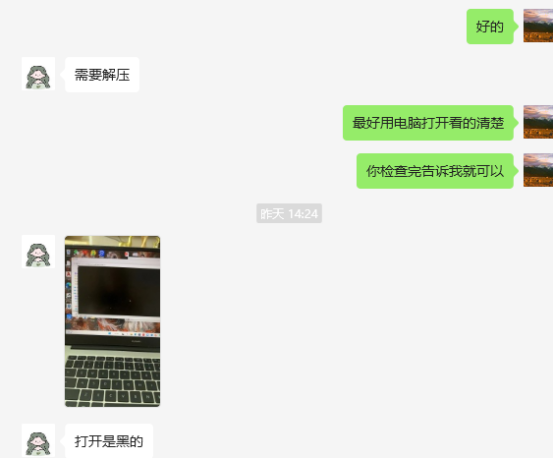 好的
需要解压
最好用电脑打开看的清楚
你检查完告诉我就可以
昨天 14:24
打开是黑的